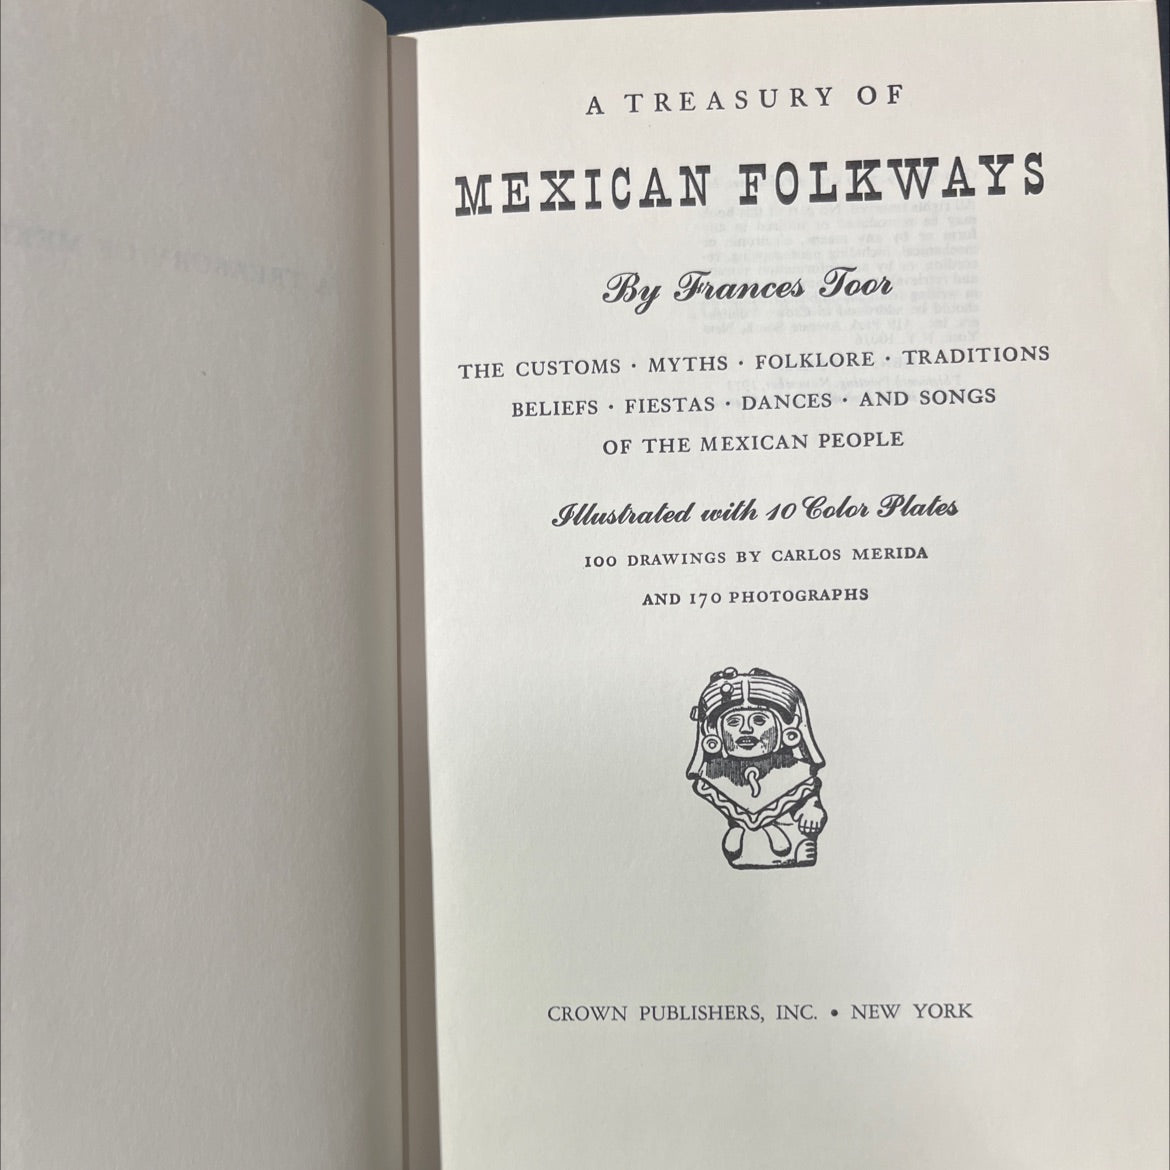 A TREASURY OF
MEXICAN FOLKWAYS
By Frances Toor
THE CUSTOMS · MYTHS · FOLKLORE · TRADITIONS
BELIEFS · FIESTAS · DANCES · AND SONGS
OF THE MEXICAN PEOPLE
Illustrated with 10 Color Plates
100 DRAWINGS BY CARLOS MERIDA
AND 170 PHOTOGRAPHS
CROWN PUBLISHERS, INC. • NEW YORK